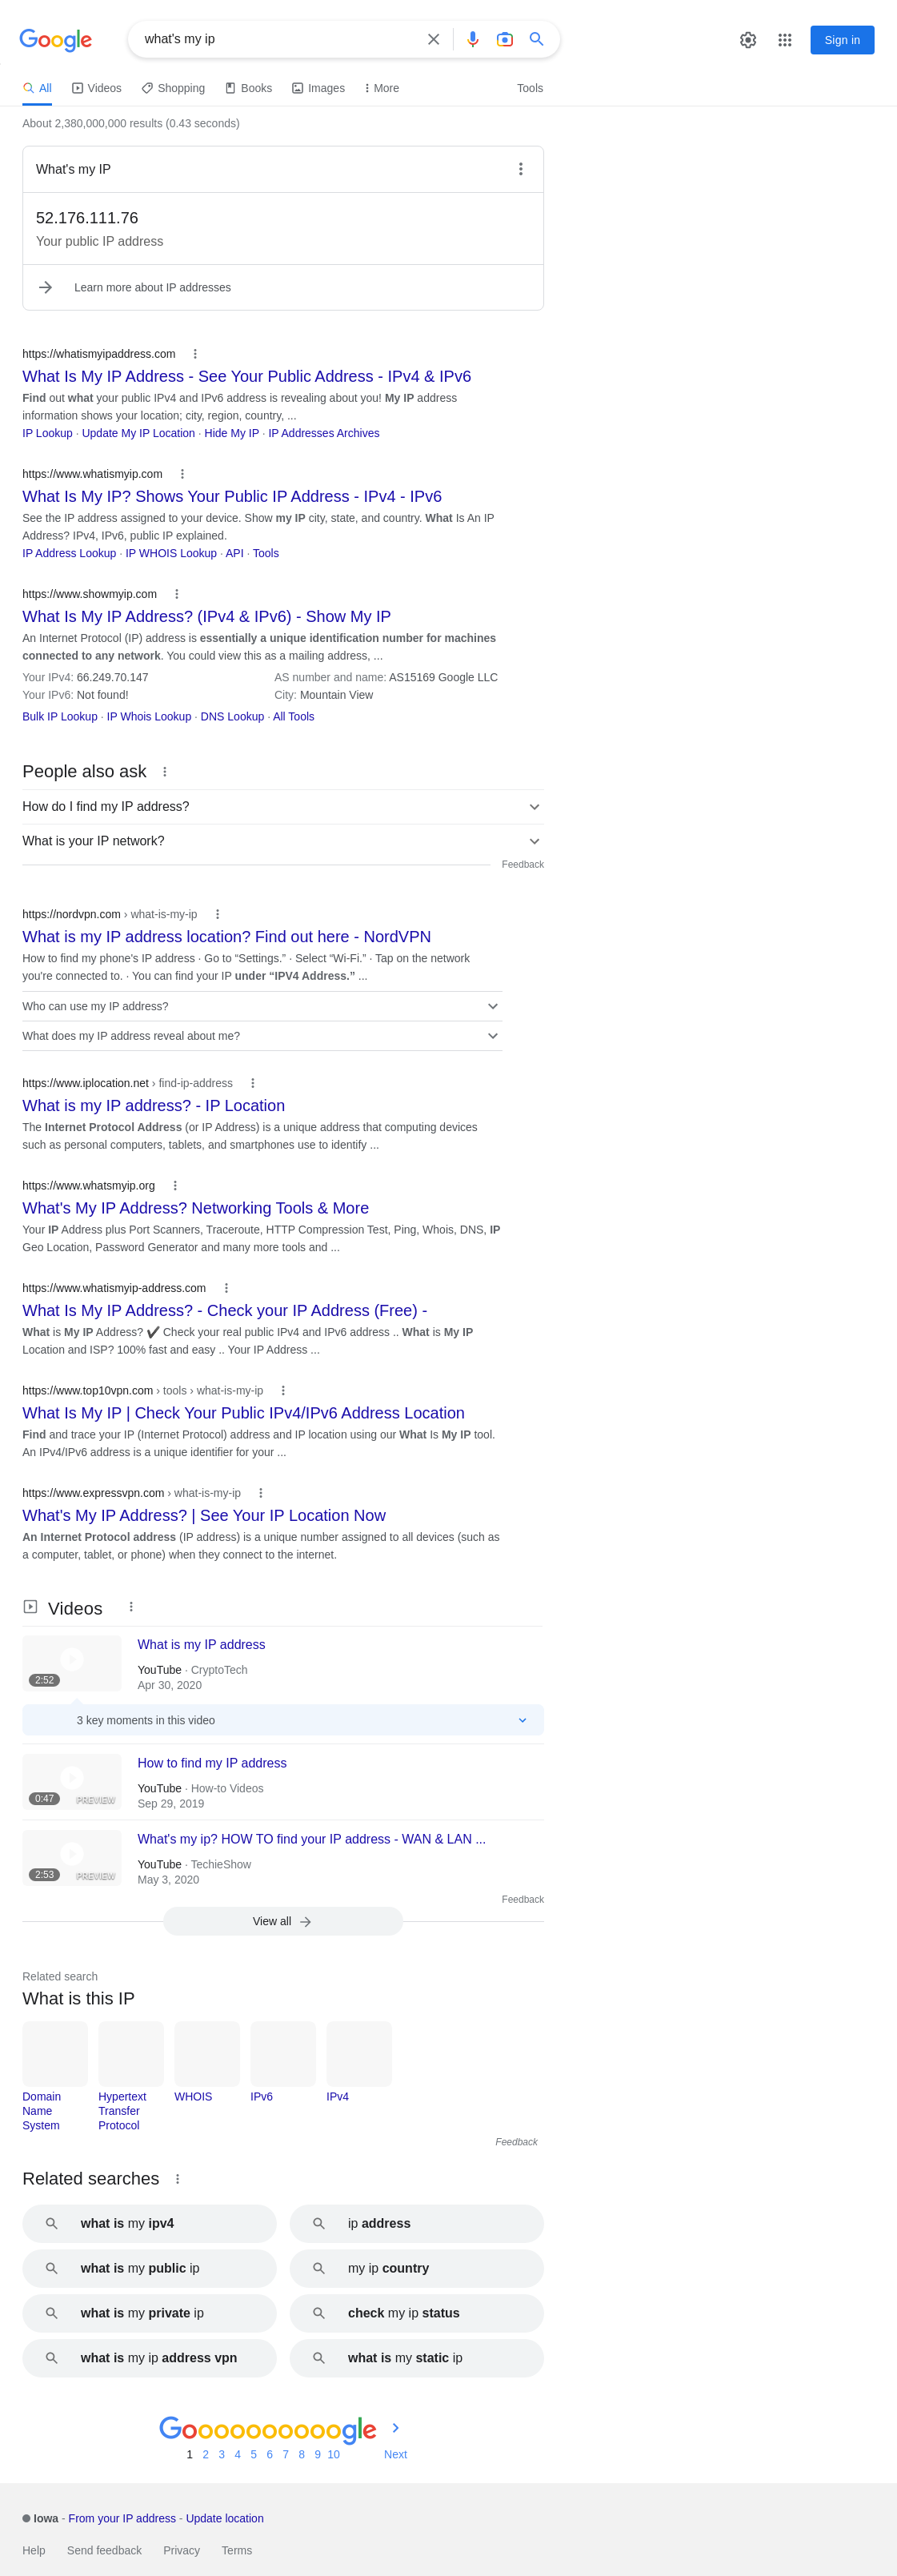 Google
what's my ip
Sign in
All Videos Shopping Books Images More Tools
About 2,380,000,000 results (0.43 seconds)
What's my IP
52.176.111.76
Your public IP address
Learn more about IP addresses
https://whatismyipaddress.com
What Is My IP Address - See Your Public Address - IPv4 & IPv6
Find out what your public IPv4 and IPv6 address is revealing about you! My IP address
information shows your location; city, region, country, ...
IP Lookup · Update My IP Location · Hide My IP · IP Addresses Archives
https://www.whatismyip.com
What Is My IP? Shows Your Public IP Address - IPv4 - IPv6
See the IP address assigned to your device. Show my IP city, state, and country. What Is An IP
Address? IPv4, IPv6, public IP explained.
IP Address Lookup · IP WHOIS Lookup · API · Tools
https://www.showmyip.com
What Is My IP Address? (IPv4 & IPv6) - Show My IP
An Internet Protocol (IP) address is essentially a unique identification number for machines
connected to any network. You could view this as a mailing address, ...
Your IPv4: 66.249.70.147 AS number and name: AS15169 Google LLC
Your IPv6: Not found! City: Mountain View
Bulk IP Lookup · IP Whois Lookup · DNS Lookup · All Tools
People also ask
How do I find my IP address?
What is your IP network?
Feedback
https://nordvpn.com › what-is-my-ip
What is my IP address location? Find out here - NordVPN
How to find my phone's IP address · Go to “Settings.” · Select “Wi-Fi.” · Tap on the network
you're connected to. · You can find your IP under “IPV4 Address.” ...
Who can use my IP address?
What does my IP address reveal about me?
https://www.iplocation.net › find-ip-address
What is my IP address? - IP Location
The Internet Protocol Address (or IP Address) is a unique address that computing devices
such as personal computers, tablets, and smartphones use to identify ...
https://www.whatsmyip.org
What's My IP Address? Networking Tools & More
Your IP Address plus Port Scanners, Traceroute, HTTP Compression Test, Ping, Whois, DNS, IP
Geo Location, Password Generator and many more tools and ...
https://www.whatismyip-address.com
What Is My IP Address? - Check your IP Address (Free) -
What is My IP Address? ✔️ Check your real public IPv4 and IPv6 address .. What is My IP
Location and ISP? 100% fast and easy .. Your IP Address ...
https://www.top10vpn.com › tools › what-is-my-ip
What Is My IP | Check Your Public IPv4/IPv6 Address Location
Find and trace your IP (Internet Protocol) address and IP location using our What Is My IP tool.
An IPv4/IPv6 address is a unique identifier for your ...
https://www.expressvpn.com › what-is-my-ip
What's My IP Address? | See Your IP Location Now
An Internet Protocol address (IP address) is a unique number assigned to all devices (such as
a computer, tablet, or phone) when they connect to the internet.
Videos
What is my IP address
YouTube · CryptoTech
2:52
Apr 30, 2020
3 key moments in this video
How to find my IP address
YouTube · How-to Videos
0:47 PREVIEW
Sep 29, 2019
What's my ip? HOW TO find your IP address - WAN & LAN ...
YouTube · TechieShow
2:53 PREVIEW
May 3, 2020
Feedback
View all
Related search
What is this IP
Domain Name System
Hypertext Transfer Protocol
WHOIS
IPv6
IPv4
Feedback
Related searches
what is my ipv4
ip address
what is my public ip
my ip country
what is my private ip
check my ip status
what is my ip address vpn
what is my static ip
Goooooooooogle
1 2 3 4 5 6 7 8 9 10 Next
Iowa - From your IP address - Update location
Help Send feedback Privacy Terms